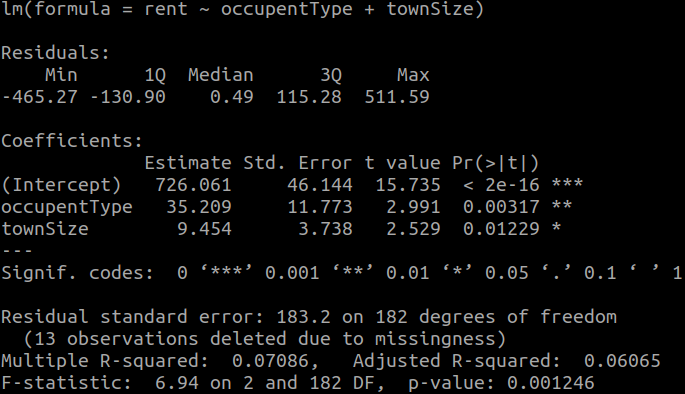 lm(formula = rent ~ occupentType + townSize)
Residuals:
    Min      1Q  Median      3Q     Max
-465.27 -130.90    0.49  115.28  511.59
Coefficients:
             Estimate Std. Error t value Pr(>|t|)
(Intercept)   726.061     46.144  15.735  < 2e-16 ***
occupentType   35.209     11.773   2.991  0.00317 **
townSize        9.454      3.738   2.529  0.01229 *
---
Signif. codes:  0 ‘***’ 0.001 ‘**’ 0.01 ‘*’ 0.05 ‘.’ 0.1 ‘ ’ 1
Residual standard error: 183.2 on 182 degrees of freedom
  (13 observations deleted due to missingness)
Multiple R-squared:  0.07086,   Adjusted R-squared:  0.06065
F-statistic:  6.94 on 2 and 182 DF,  p-value: 0.001246